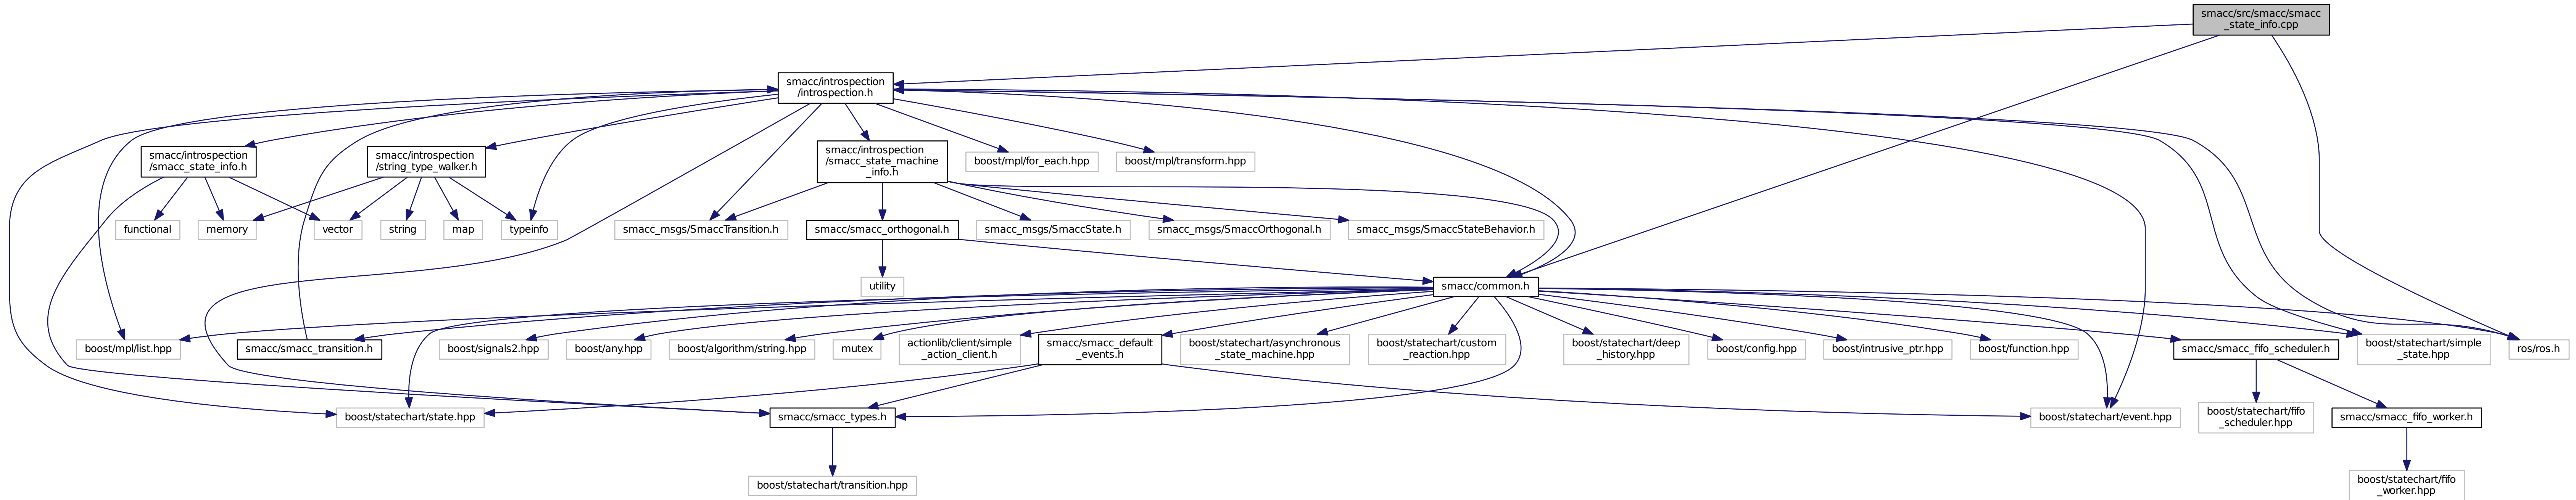 smacc/src/smacc/smacc
_state_info.cpp
smacc/introspection
/introspection.h
smacc/introspection
/smacc_state_info.h
smacc/introspection
/string_type_walker.h
smacc/introspection
/smacc_state_machine
_info.h
boost/mpl/for_each.hpp
boost/mpl/transform.hpp
functional
memory
vector
string
map
typeinfo
smacc_msgs/SmaccTransition.h
smacc/smacc_orthogonal.h
smacc_msgs/SmaccState.h
smacc_msgs/SmaccOrthogonal.h
smacc_msgs/SmaccStateBehavior.h
utility
smacc/common.h
boost/mpl/list.hpp
smacc/smacc_transition.h
boost/signals2.hpp
boost/any.hpp
boost/algorithm/string.hpp
mutex
actionlib/client/simple
_action_client.h
smacc/smacc_default
_events.h
boost/statechart/asynchronous
_state_machine.hpp
boost/statechart/custom
_reaction.hpp
boost/statechart/deep
_history.hpp
boost/config.hpp
boost/intrusive_ptr.hpp
boost/function.hpp
smacc/smacc_fifo_scheduler.h
boost/statechart/simple
_state.hpp
ros/ros.h
boost/statechart/state.hpp
smacc/smacc_types.h
boost/statechart/event.hpp
boost/statechart/fifo
_scheduler.hpp
smacc/smacc_fifo_worker.h
boost/statechart/transition.hpp
boost/statechart/fifo
_worker.hpp